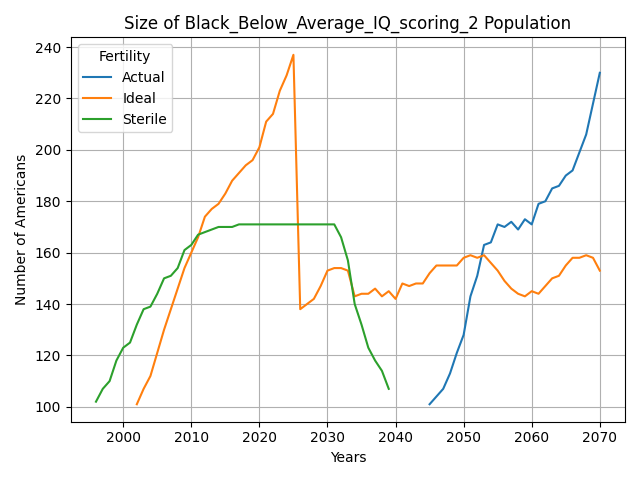 Size of Black_Below_Average_IQ_scoring_2 Population
Fertility
Actual
Ideal
Sterile
Number of Americans
240
220
200
180
160
140
120
100
2000
2010
2020
2030
2040
2050
2060
2070
Years